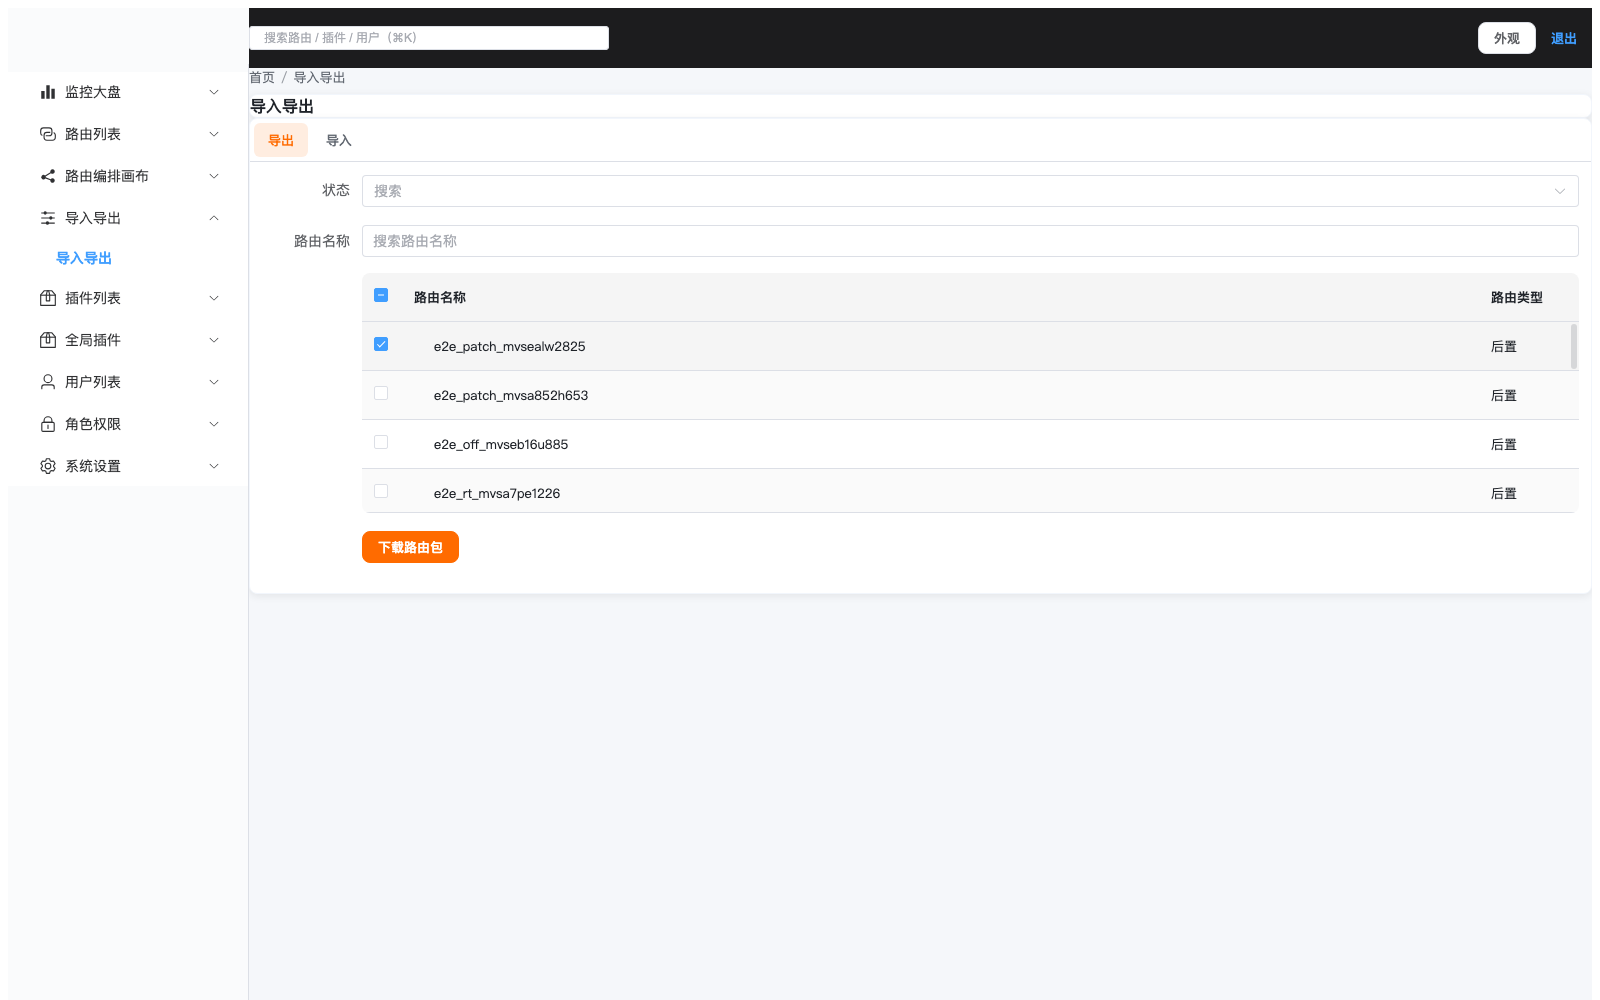 搜索路由 / 插件 / 用户（⌘K）
外观
退出
监控大盘
路由列表
路由编排画布
导入导出
导入导出
插件列表
全局插件
用户列表
角色权限
系统设置
首页 / 导入导出
导入导出
导出
导入
状态
搜索
路由名称
搜索路由名称
路由名称
路由类型
e2e_patch_mvsealw2825
后置
e2e_patch_mvsa852h653
后置
e2e_off_mvseb16u885
后置
e2e_rt_mvsa7pe1226
后置
下载路由包